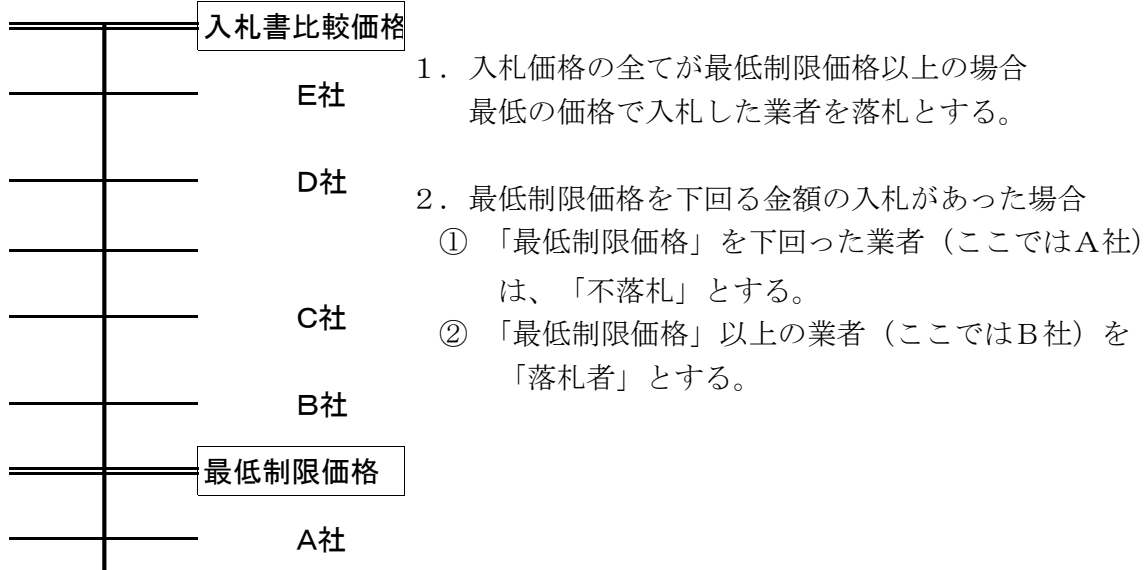 入札書比較価格
E社
D社
C社
B社
最低制限価格
A社
１．入札価格の全てが最低制限価格以上の場合
最低の価格で入札した業者を落札とする。
２．最低制限価格を下回る金額の入札があった場合
① 「最低制限価格」を下回った業者（ここではＡ社）
は、「不落札」とする。
② 「最低制限価格」以上の業者（ここではＢ社）を
「落札者」とする。